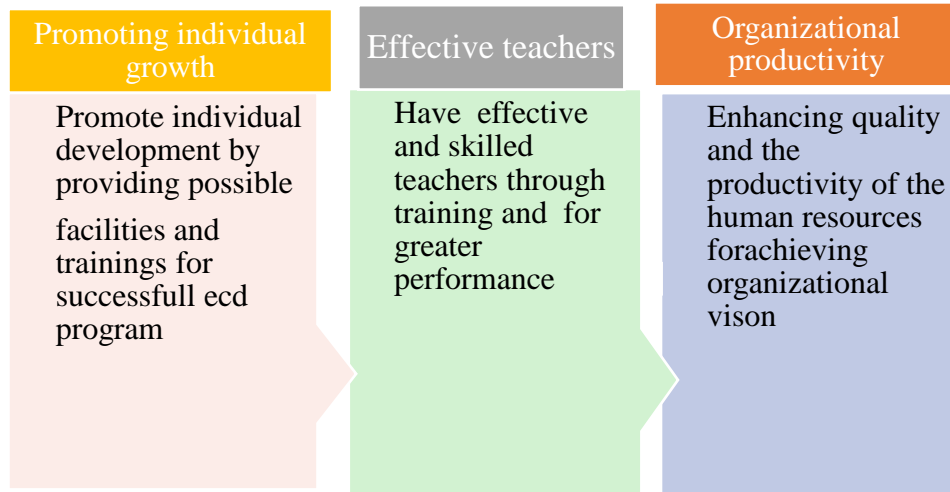 Promoting individual
growth
Promote individual
development by
providing possible
facilities and
trainings for
successfull ecd
program
Effective teachers
Have effective
and skilled
teachers through
training and for
greater
performance
Organizational
productivity
Enhancing quality
and the
productivity of the
human resources
forachieving
organizational
vison